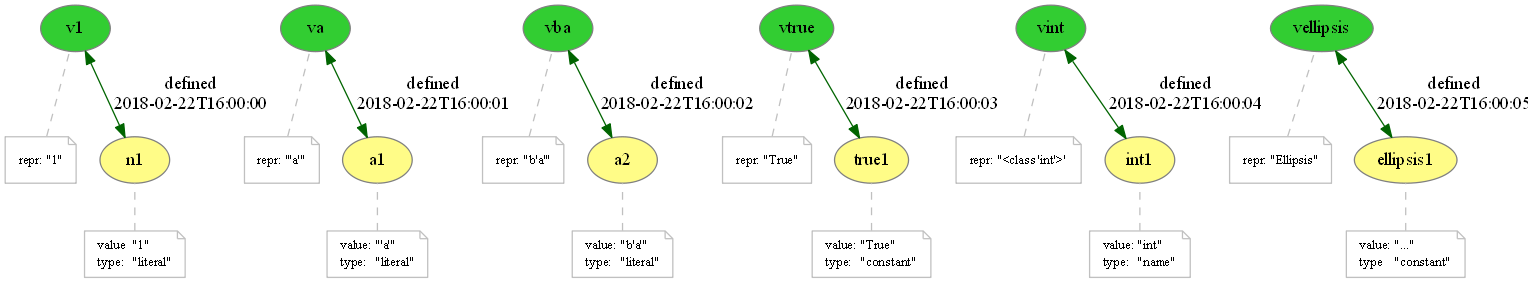 v1
va
vba
vtrue
vint
vellipsis
defined
2018-02-22T16:00:00
defined
2018-02-22T16:00:01
defined
2018-02-22T16:00:02
defined
2018-02-22T16:00:03
defined
2018-02-22T16:00:04
defined
2018-02-22T16:00:05
repr: "1"
n1
repr: "'a'"
a1
repr: "b'a'"
a2
repr: "True"
true1
repr: "<class'int'>'
int1
repr: "Ellipsis"
ellipsis1
value "1"
type: "literal"
value: "'a'"
type: "literal"
value: "b'a'"
type: "literal"
value: "True"
type: "constant"
value: "int"
type: "name"
value: "..."
type "constant"